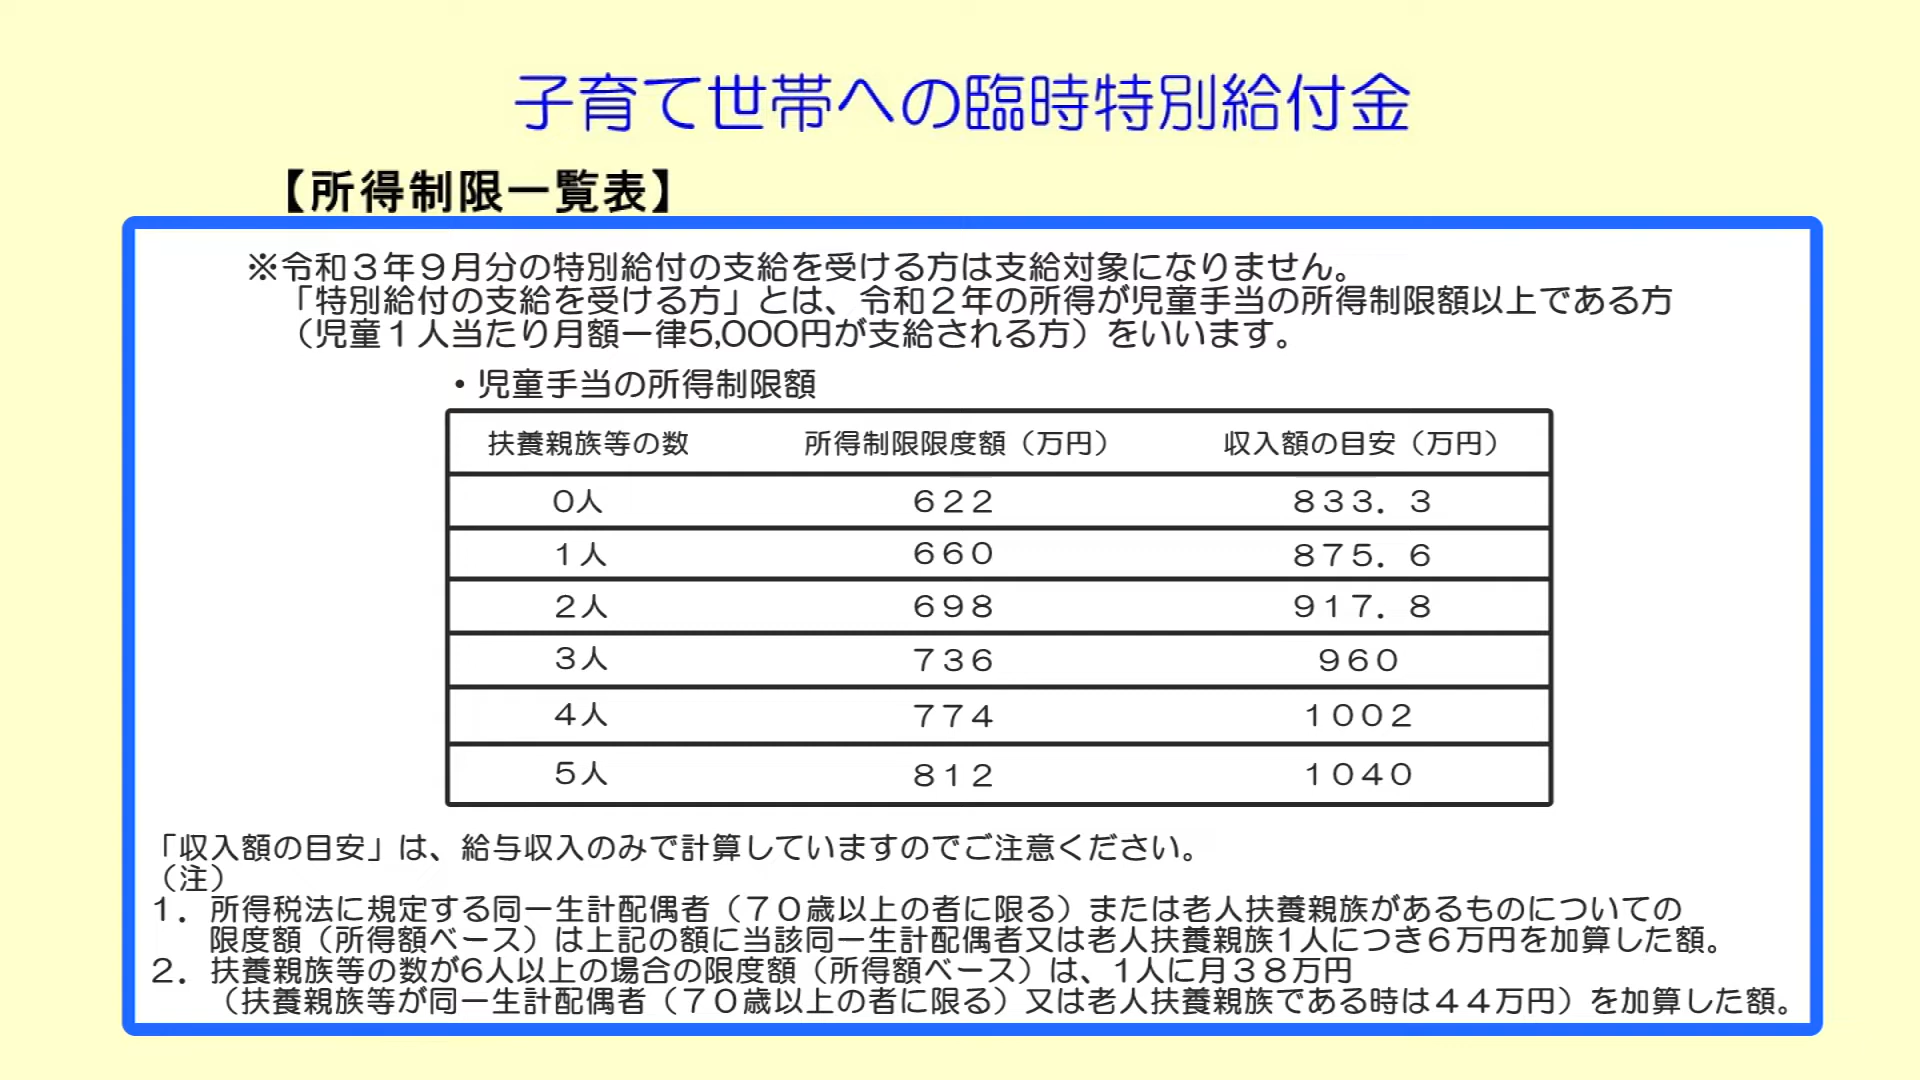 子育て世帯への臨時特別給付金
【所得制限一覧表】
※令和３年９月分の特別給付の支給を受ける方は支給対象になりません。
「特別給付の支給を受ける方」とは、令和２年の所得が児童手当の所得制限額以上である方
（児童１人当たり月額一律5,000円が支給される方）をいいます。
・児童手当の所得制限額
扶養親族等の数　所得制限限度額（万円）　収入額の目安（万円）
０人　６２２　８３３．３
１人　６６０　８７５．６
２人　６９８　９１７．８
３人　７３６　９６０
４人　７７４　１００２
５人　８１２　１０４０
「収入額の目安」は、給与収入のみで計算していますのでご注意ください。
（注）
１．所得税法に規定する同一生計配偶者（７０歳以上の者に限る）または老人扶養親族があるものについての
限度額（所得額ベース）は上記の額に当該同一生計配偶者又は老人扶養親族1人につき６万円を加算した額。
２．扶養親族等の数が6人以上の場合の限度額（所得額ベース）は、1人に月３８万円
（扶養親族等が同一生計配偶者（７０歳以上の者に限る）又は老人扶養親族である時は４４万円）を加算した額。